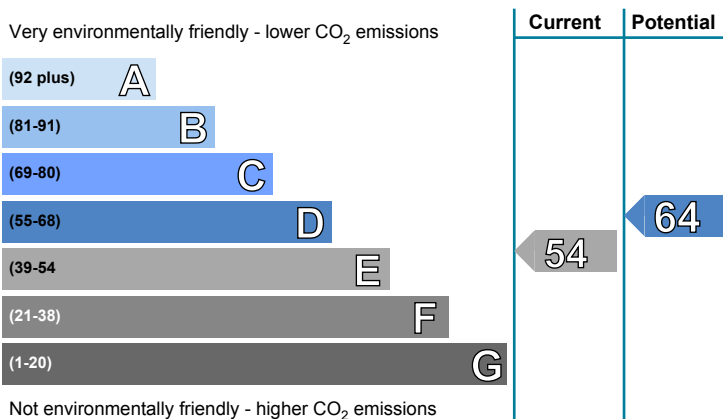 Current Potential
Very environmentally friendly - lower CO₂ emissions
(92 plus) A
(81-91) B
(69-80) C
(55-68) D 64
(39-54 E 54
(21-38) F
(1-20) G
Not environmentally friendly - higher CO₂ emissions